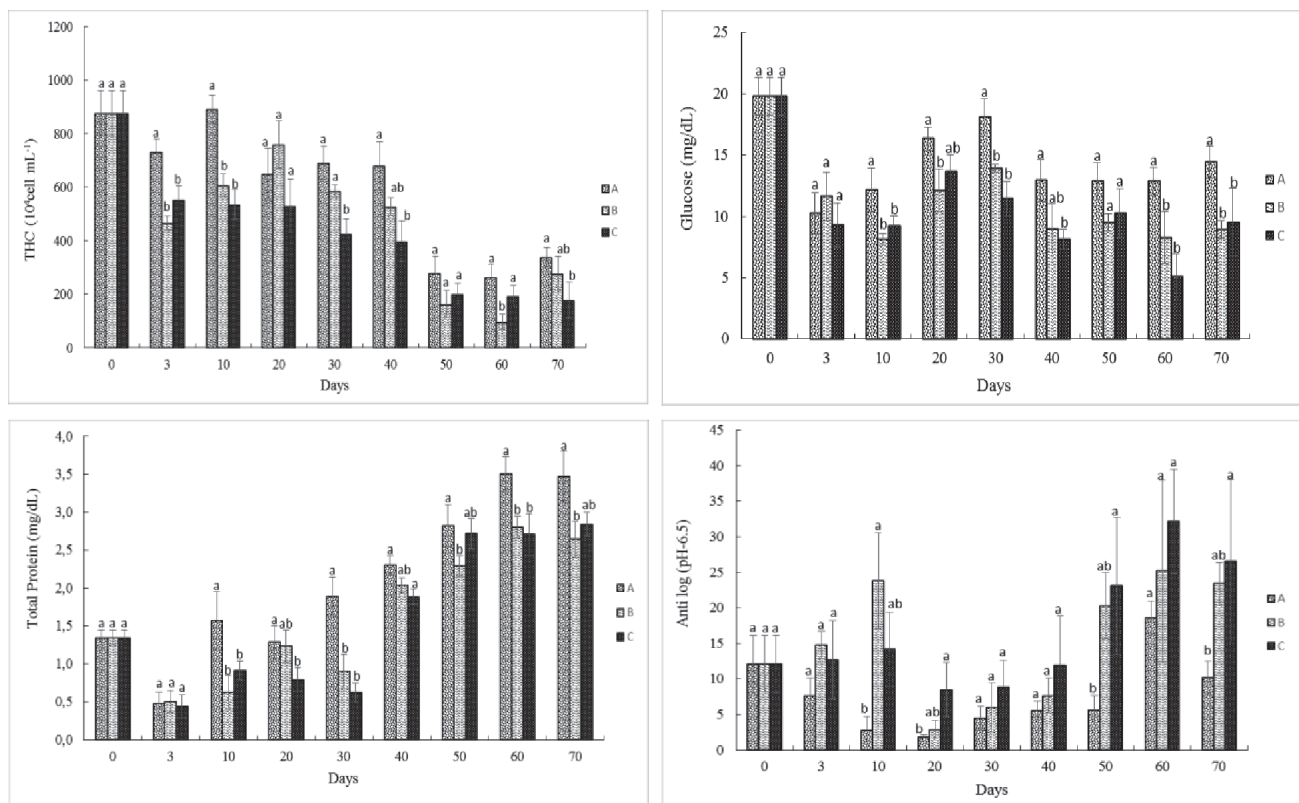 1200
1000
800
600
400
200
0
THC (10⁴cell mL⁻¹)
a a a
a b b
a b b
a a a
a a b
a ab b
a a a
a b a
a ab b
0 3 10 20 30 40 50 60 70
Days
A
B
C
25
20
15
10
5
0
Glucose (mg/dL)
a a a
a a a
a b b
a b ab
a b b
a ab b
a a a
a b b
a b b
0 3 10 20 30 40 50 60 70
Days
A
B
C
4,0
3,5
3,0
2,5
2,0
1,5
1,0
0,5
0,0
Total Protein (mg/dL)
a a a
a a a
a b b
a ab b
a b b
a ab a
a b ab
a b b
a b ab
0 3 10 20 30 40 50 60 70
Days
A
B
C
45
40
35
30
25
20
15
10
5
0
Anti log (pH-6.5)
a a a
a a a
b a ab
b ab a
a a a
a a a
b ab a
a a a
b ab a
0 3 10 20 30 40 50 60 70
Days
A
B
C